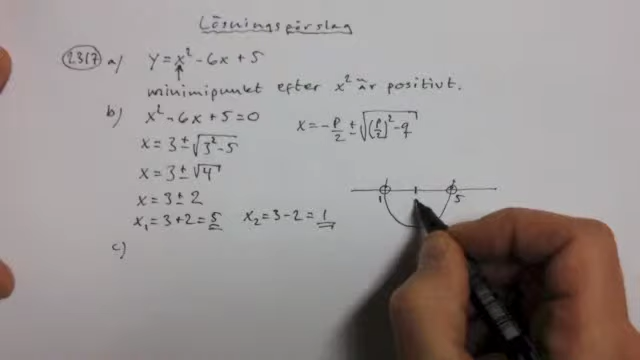 Lösningsförslag
2317 a) y = x² - 6x + 5
minimipunkt efter x² är positivt.
b) x² - 6x + 5 = 0
x = -p/2 ± √((p/2)² - q)
x = 3 ± √(3² - 5)
x = 3 ± √4
x = 3 ± 2
x₁ = 3 + 2 = 5 x₂ = 3 - 2 = 1
1 5
c)